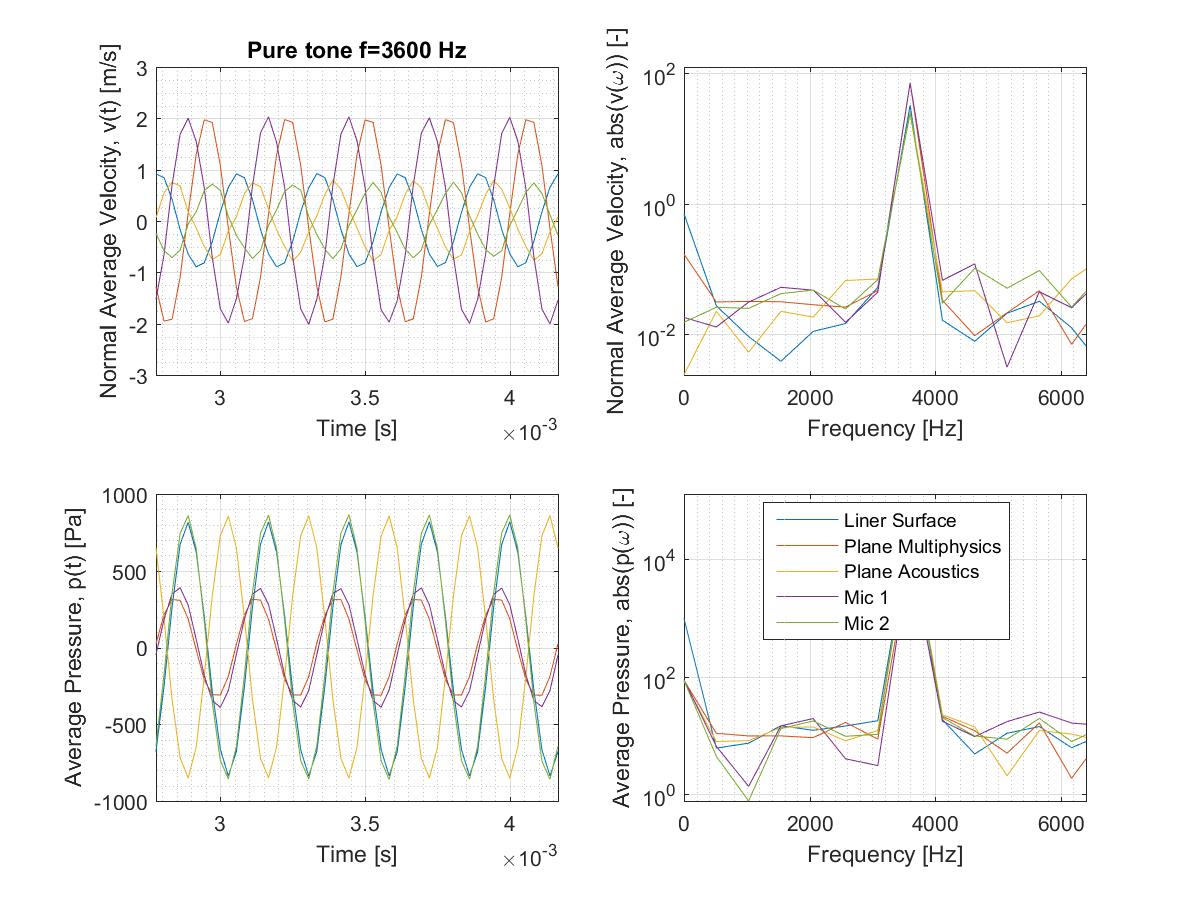 Pure tone f=3600 Hz
Normal Average Velocity, v(t) [m/s]
3
2
1
0
-1
-2
-3
3
3.5
4
Time [s]
×10-3
Normal Average Velocity, abs(v(ω)) [-]
102
100
10-2
0
2000
4000
6000
Frequency [Hz]
Average Pressure, p(t) [Pa]
1000
500
0
-500
-1000
3
3.5
4
Time [s]
×10-3
Average Pressure, abs(p(ω)) [-]
104
102
100
Liner Surface
Plane Multiphysics
Plane Acoustics
Mic 1
Mic 2
0
2000
4000
6000
Frequency [Hz]